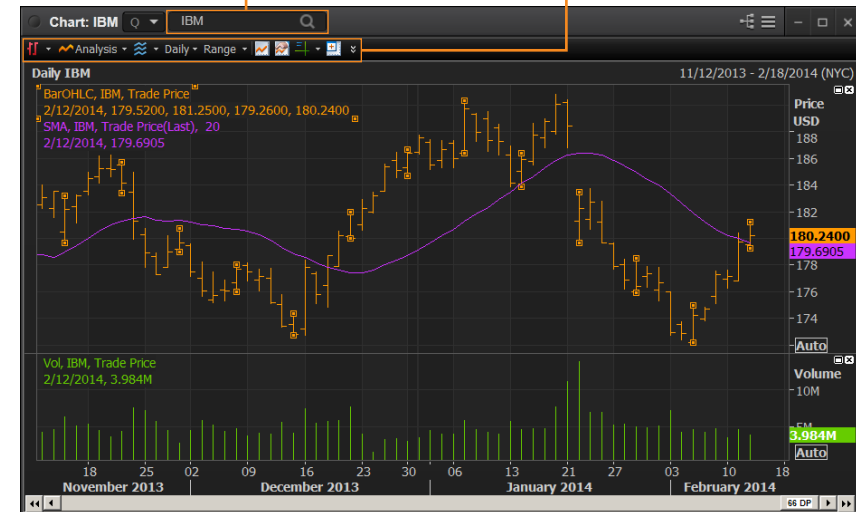 Chart: IBM Q IBM
Analysis Daily Range
Daily IBM 11/12/2013 - 2/18/2014 (NYC)
BarOHLC, IBM, Trade Price
2/12/2014, 179.5200, 181.2500, 179.2600, 180.2400
SMA, IBM, Trade Price(Last), 20
2/12/2014, 179.6905
Price
USD
188
186
184
182
180.2400
179.6905
178
176
174
Auto
Vol, IBM, Trade Price
2/12/2014, 3.984M
Volume
10M
5M
3.984M
Auto
18 25 02 09 16 23 30 06 13 21 27 03 10 18
November 2013 December 2013 January 2014 February 2014
66 DP